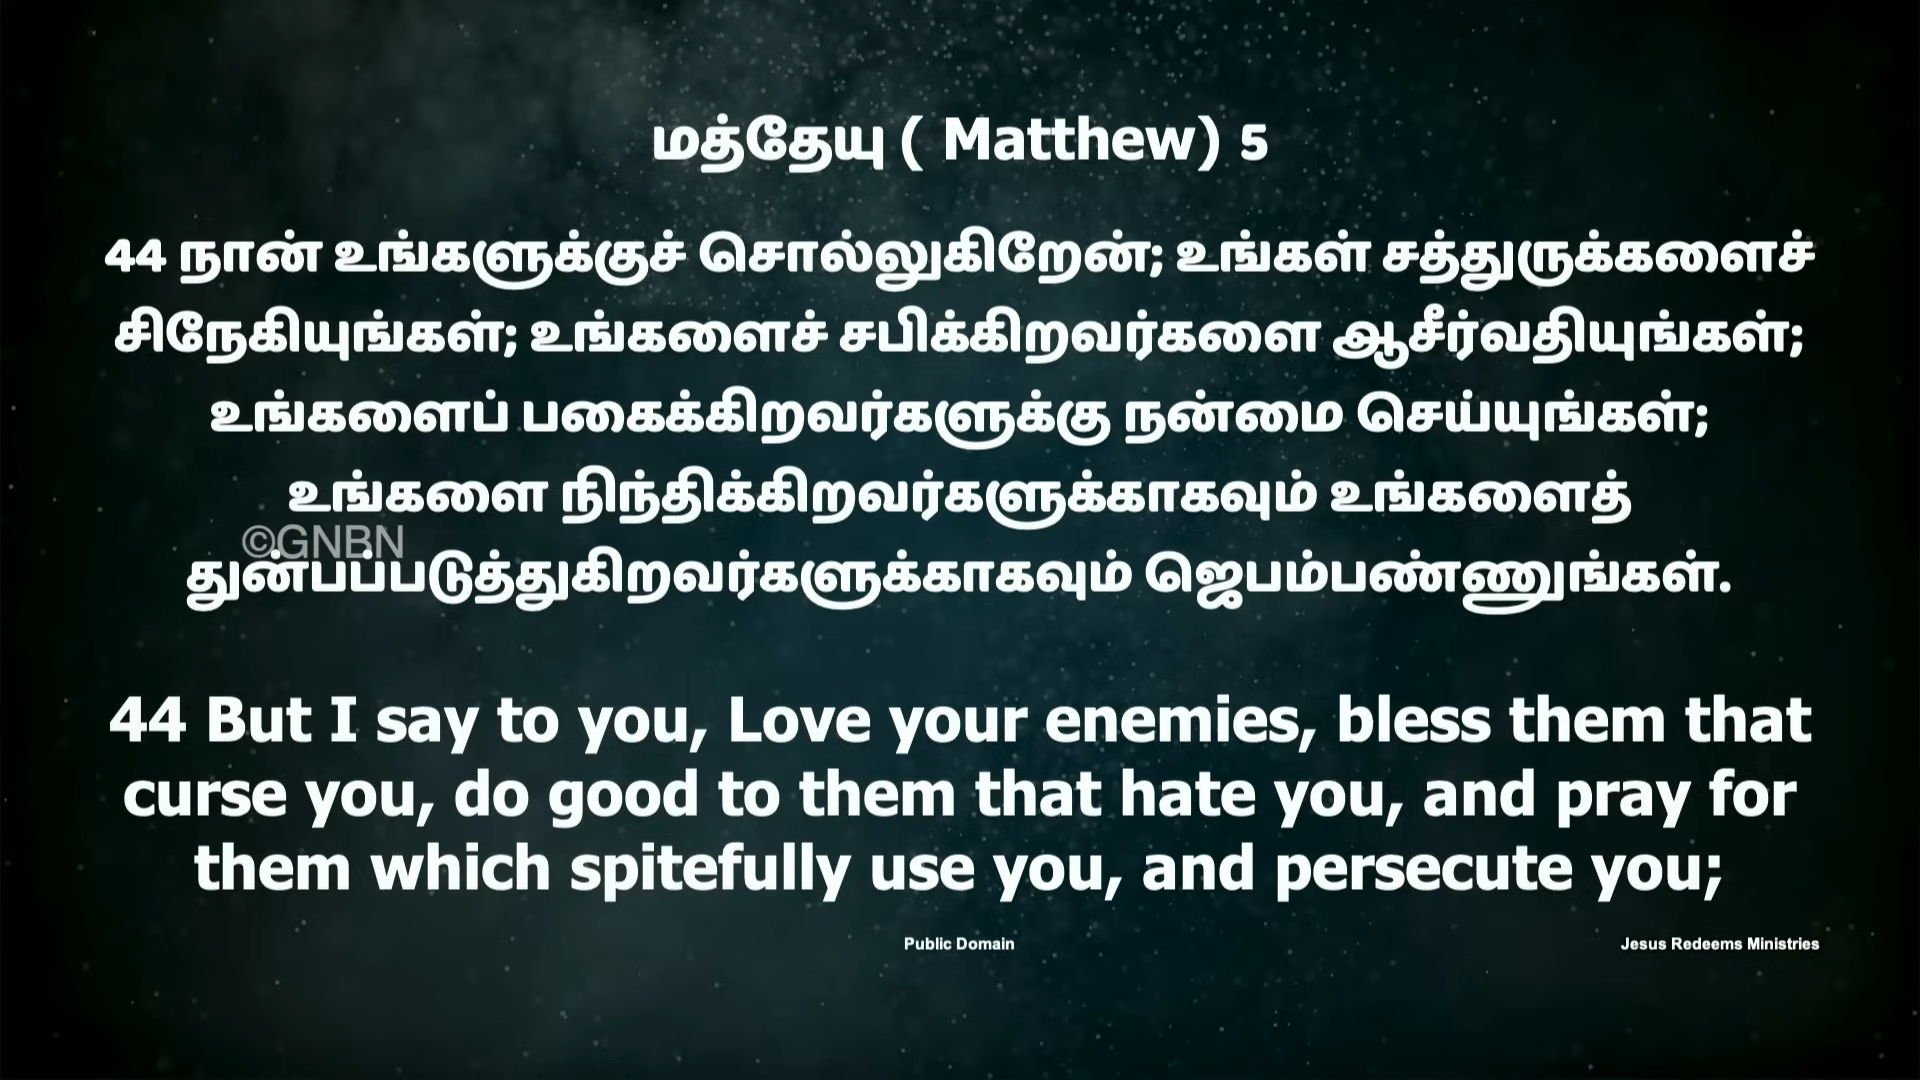 மத்தேயு ( Matthew) 5
44 நான் உங்களுக்குச் சொல்லுகிறேன்; உங்கள் சத்துருக்களைச்
சிநேகியுங்கள்; உங்களைச் சபிக்கிறவர்களை ஆசீர்வதியுங்கள்;
உங்களைப் பகைக்கிறவர்களுக்கு நன்மை செய்யுங்கள்;
உங்களை நிந்திக்கிறவர்களுக்காகவும் உங்களைத்
©GNBN
துன்பப்படுத்துகிறவர்களுக்காகவும் ஜெபம்பண்ணுங்கள்.
44 But I say to you, Love your enemies, bless them that
curse you, do good to them that hate you, and pray for
them which spitefully use you, and persecute you;
Public Domain
Jesus Redeems Ministries